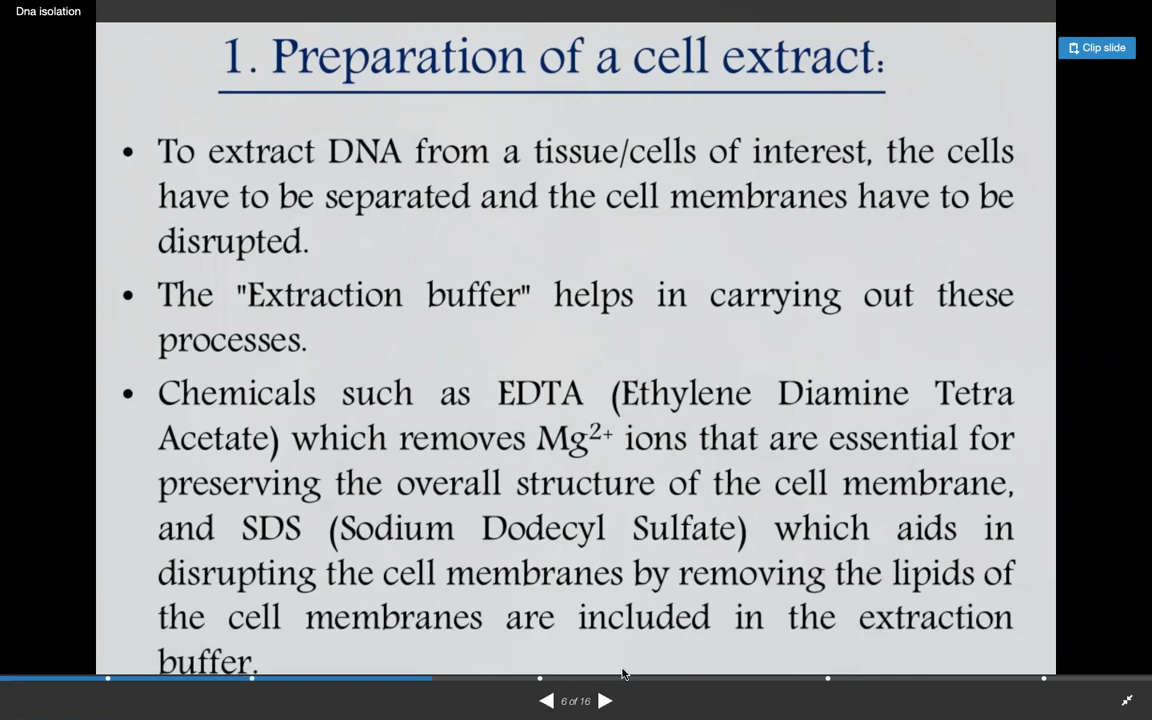 Dna isolation
Clip slide
1. Preparation of a cell extract:
• To extract DNA from a tissue/cells of interest, the cells
have to be separated and the cell membranes have to be
disrupted.
• The "Extraction buffer" helps in carrying out these
processes.
• Chemicals such as EDTA (Ethylene Diamine Tetra
Acetate) which removes Mg²⁺ ions that are essential for
preserving the overall structure of the cell membrane,
and SDS (Sodium Dodecyl Sulfate) which aids in
disrupting the cell membranes by removing the lipids of
the cell membranes are included in the extraction
buffer.
6 of 16